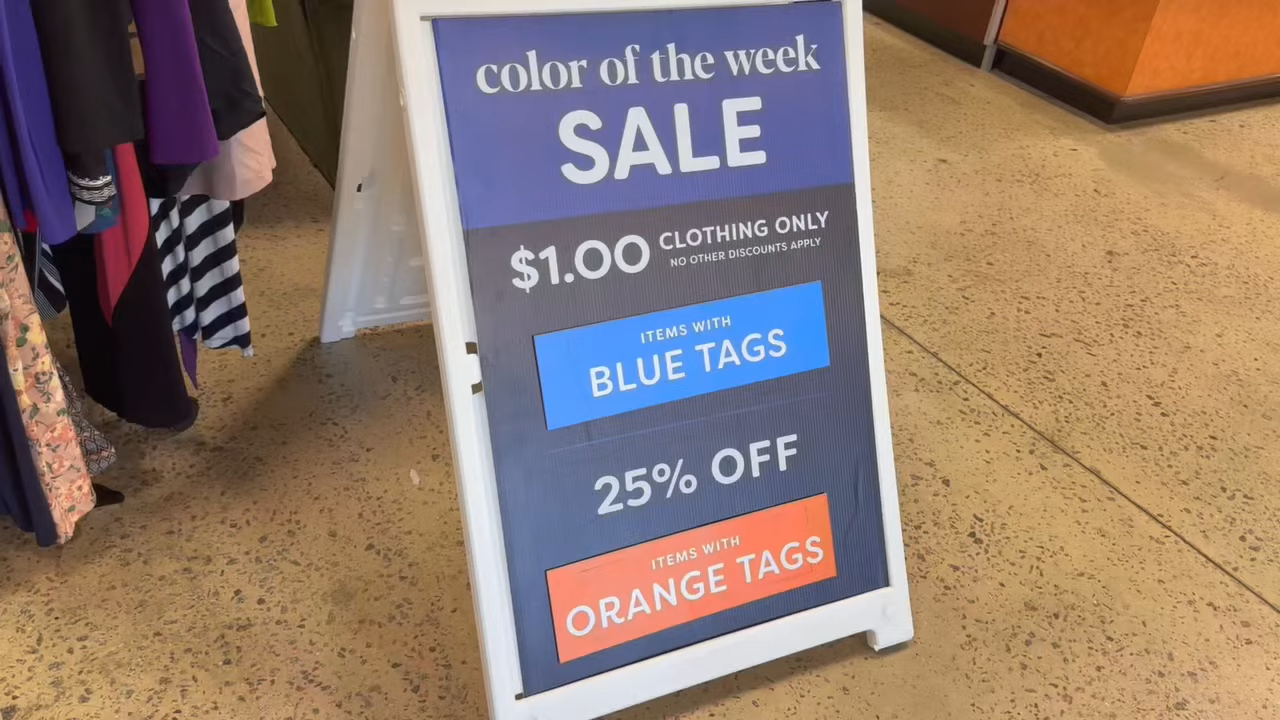 color of the week
SALE
$1.00 CLOTHING ONLY
NO OTHER DISCOUNTS APPLY
ITEMS WITH
BLUE TAGS
25% OFF
ITEMS WITH
ORANGE TAGS